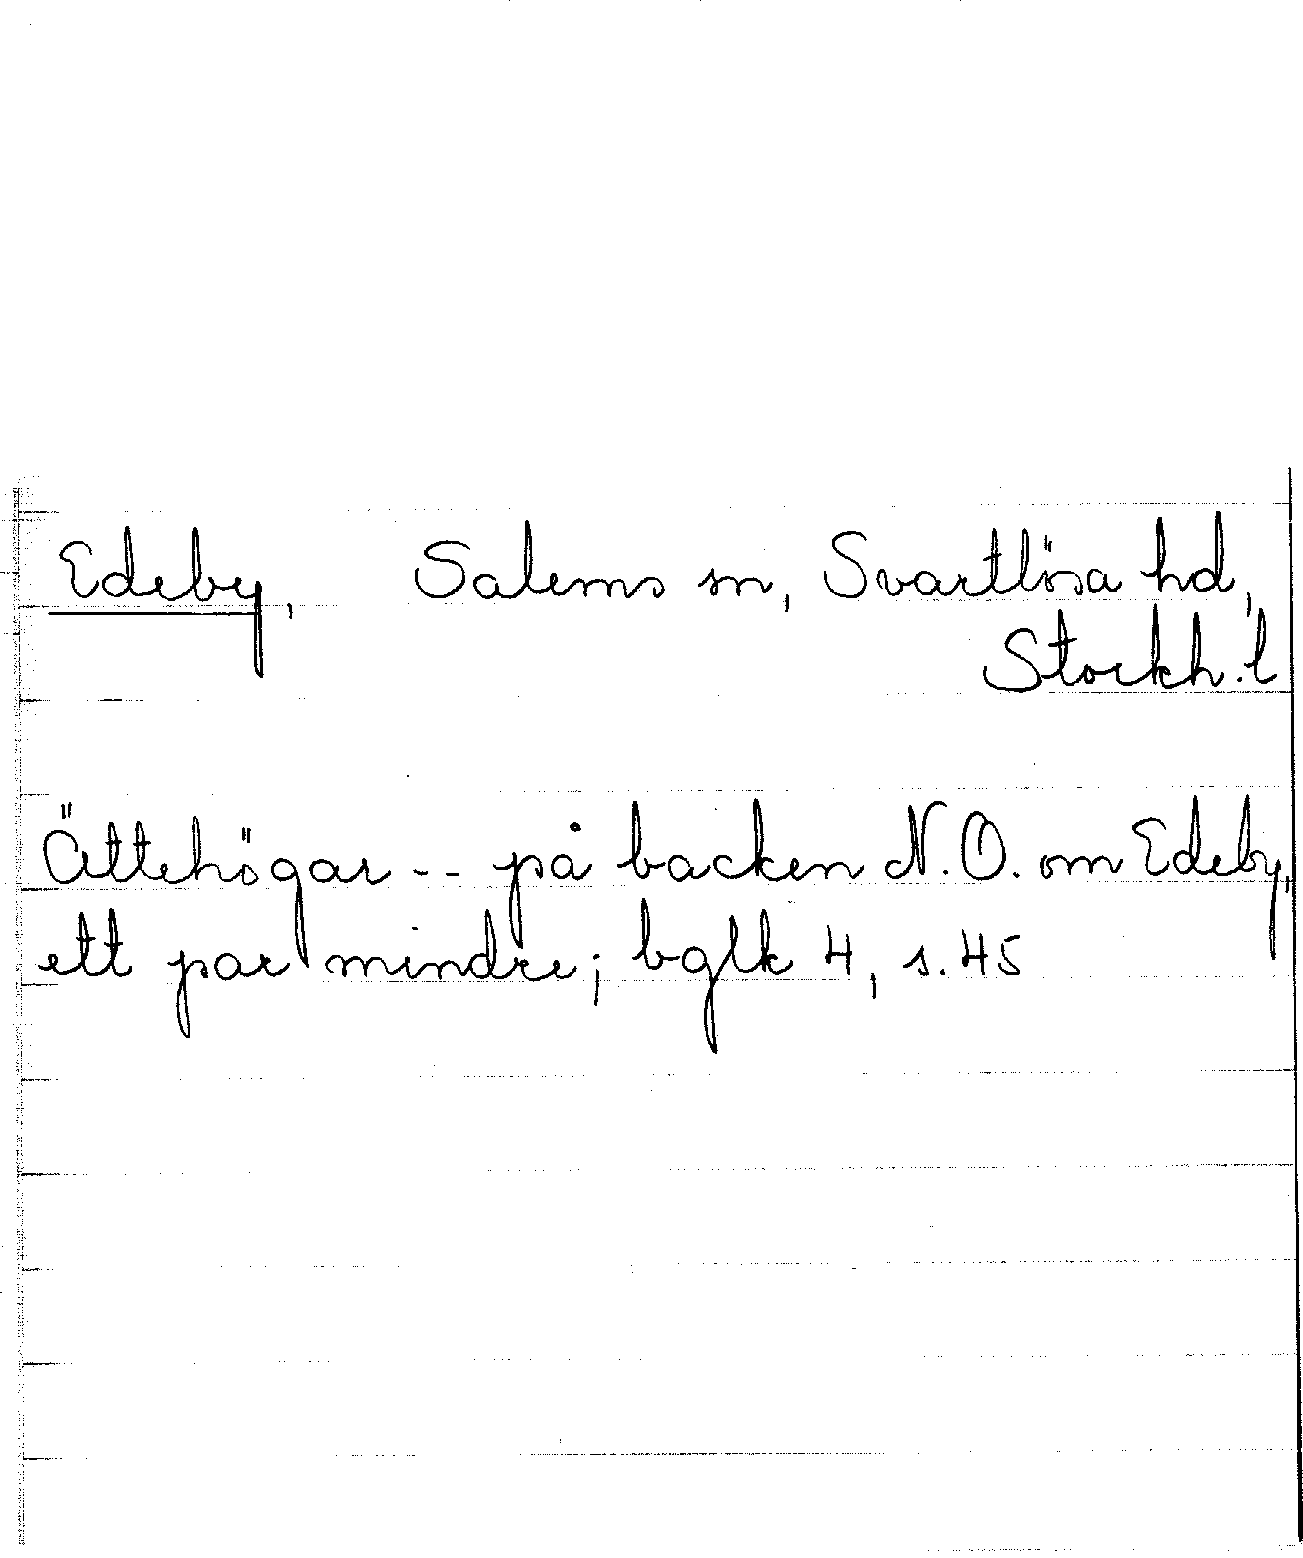 Edeby, Salems sn, Svartlösa hd,
Stockh. l
Ättehögar -- på backen N.O. om Edeby,
ett par mindre; bglk 4, s. 45